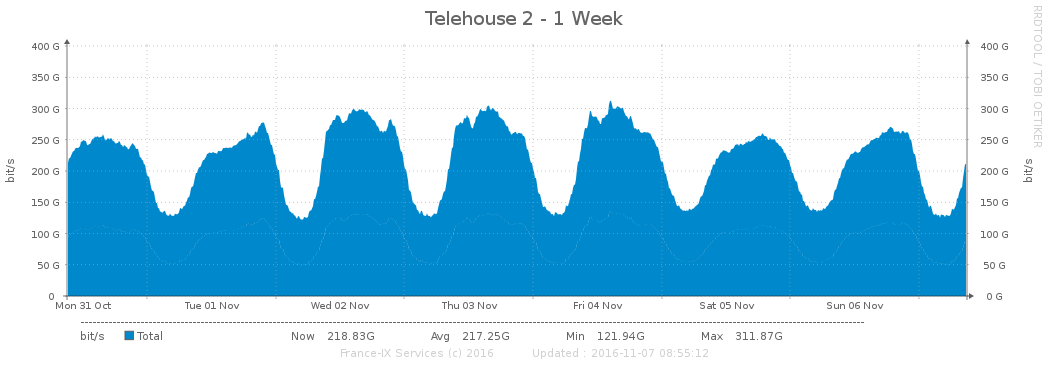 Telehouse 2 - 1 Week
RRDTOOL / TOBI OETIKER
bit/s
400 G 400 G
350 G 350 G
300 G 300 G
250 G 250 G
200 G 200 G
150 G 150 G
100 G 100 G
50 G 50 G
0 0 G
bit/s
Mon 31 Oct Tue 01 Nov Wed 02 Nov Thu 03 Nov Fri 04 Nov Sat 05 Nov Sun 06 Nov
bit/s Total Now 218.83G Avg 217.25G Min 121.94G Max 311.87G
France-IX Services (c) 2016 Updated : 2016-11-07 08:55:12